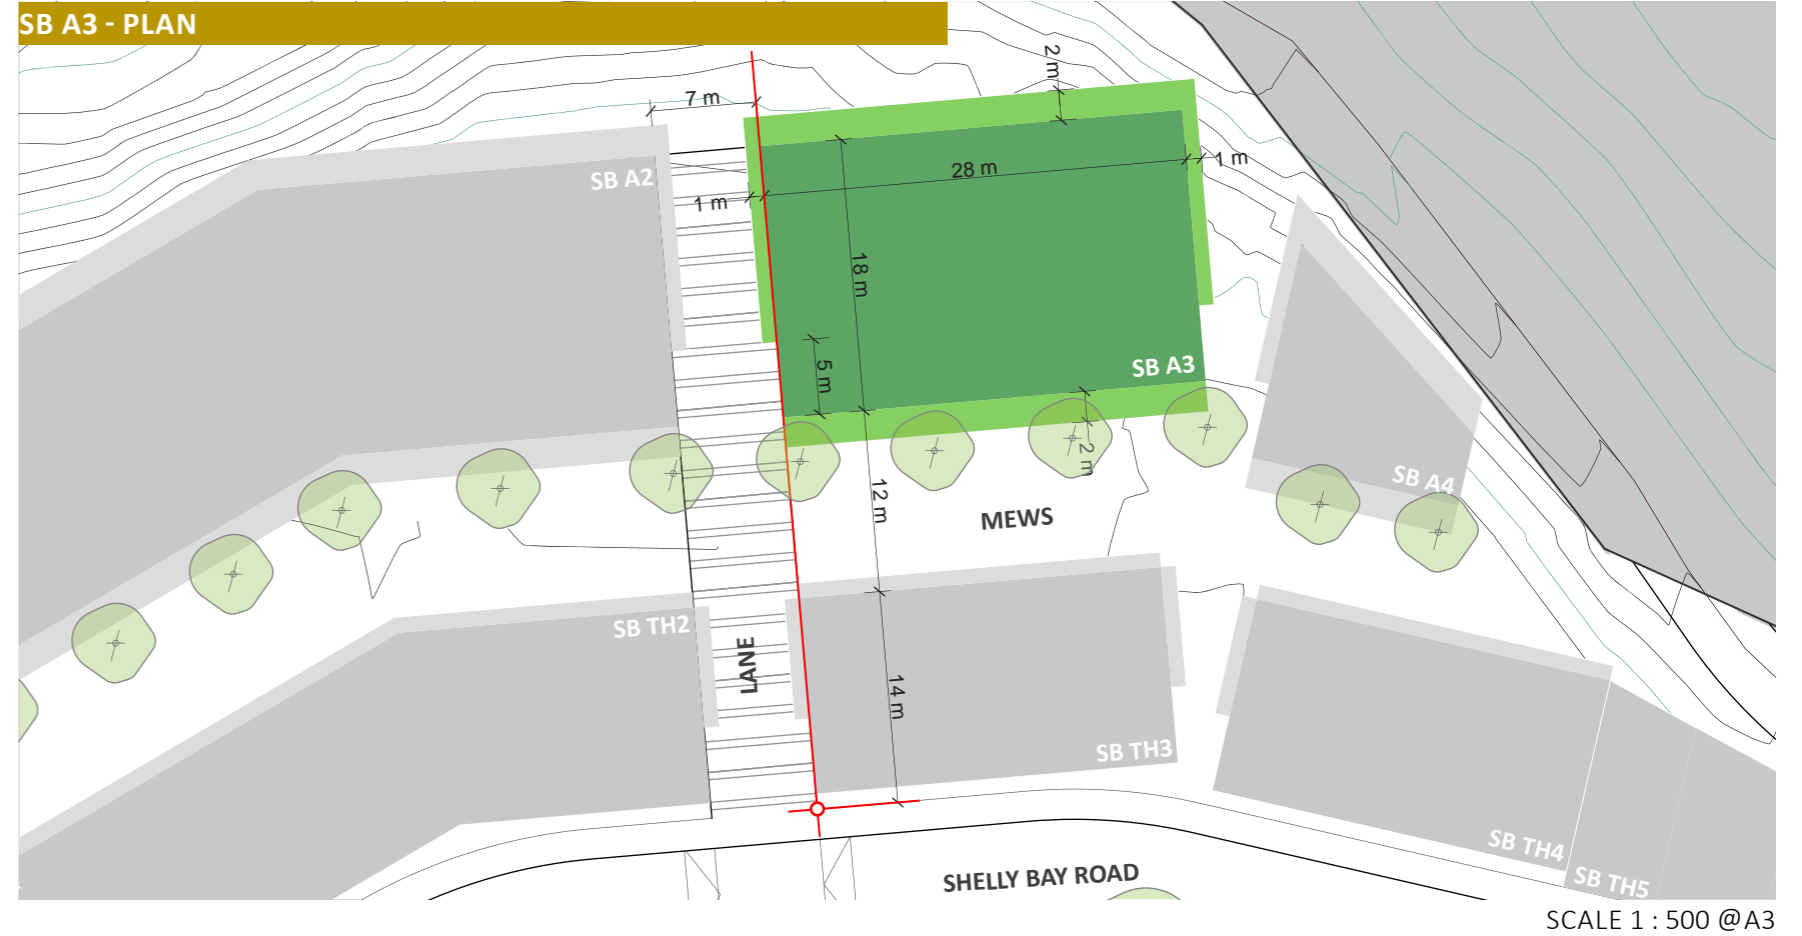 SB A3 - PLAN
2 m
7 m
SB A2
28 m
1 m
1 m
18 m
5 m
SB A3
2 m
SB A4
12 m
MEWS
SB TH2
LANE
14 m
SB TH3
SB TH4
SB TH5
SHELLY BAY ROAD
SCALE 1 : 500 @A3